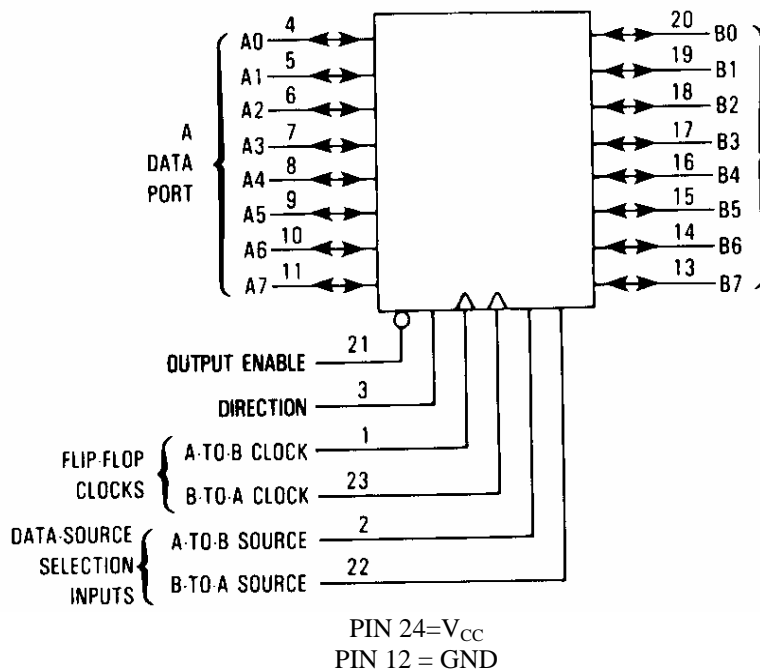 4 20
A0 B0
5 19
A1 B1
6 18
A2 B2
7 17
A A3 B3
DATA 8 16
PORT A4 B4
9 15
A5 B5
10 14
A6 B6
11 13
A7 B7
21
OUTPUT ENABLE
3
DIRECTION
1
FLIP-FLOP A-TO-B CLOCK
CLOCKS 23
B-TO-A CLOCK
DATA-SOURCE 2
SELECTION A-TO-B SOURCE
INPUTS 22
B-TO-A SOURCE
PIN 24=VCC
PIN 12 = GND